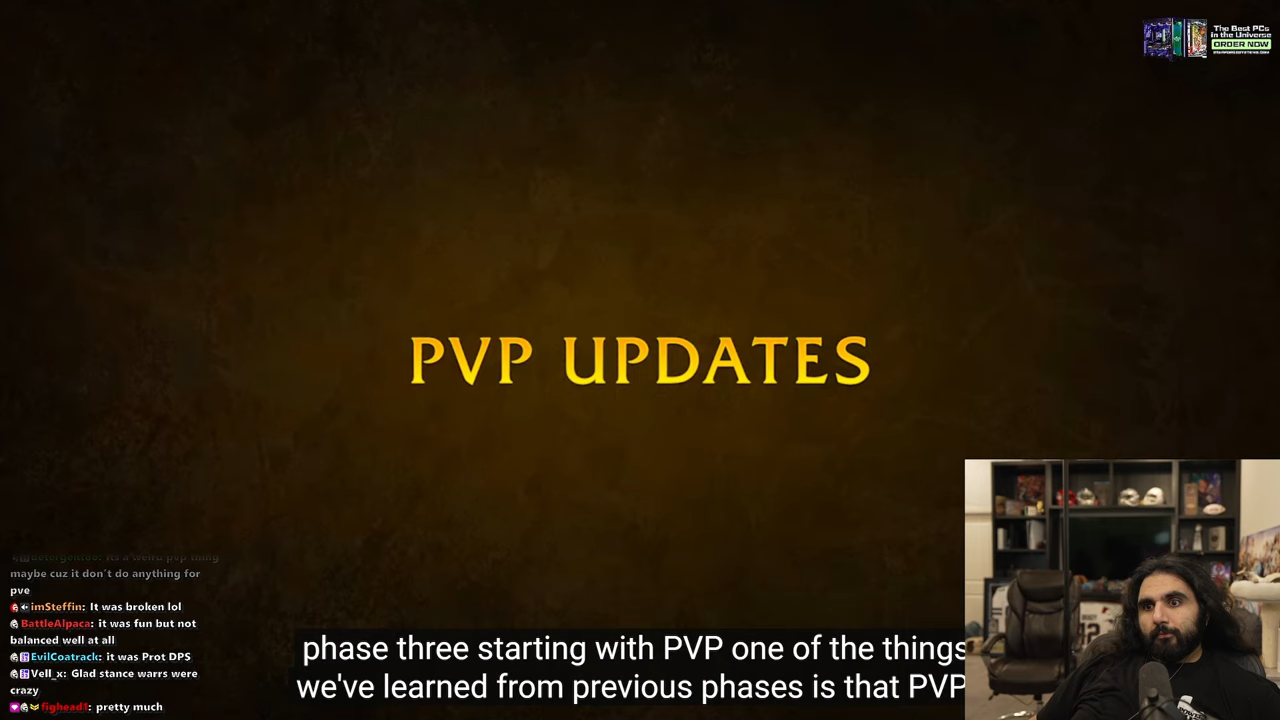 The Best PCs
in the Universe
ORDER NOW
PVP UPDATES
maybe cuz it don't do anything for
pve
imSteffin: It was broken lol
BattleAlpaca: it was fun but not
balanced well at all
EvilCoatrack: it was Prot DPS
Vell_x: Glad stance warrs were
crazy
fighead1: pretty much
phase three starting with PVP one of the things
we've learned from previous phases is that PVP